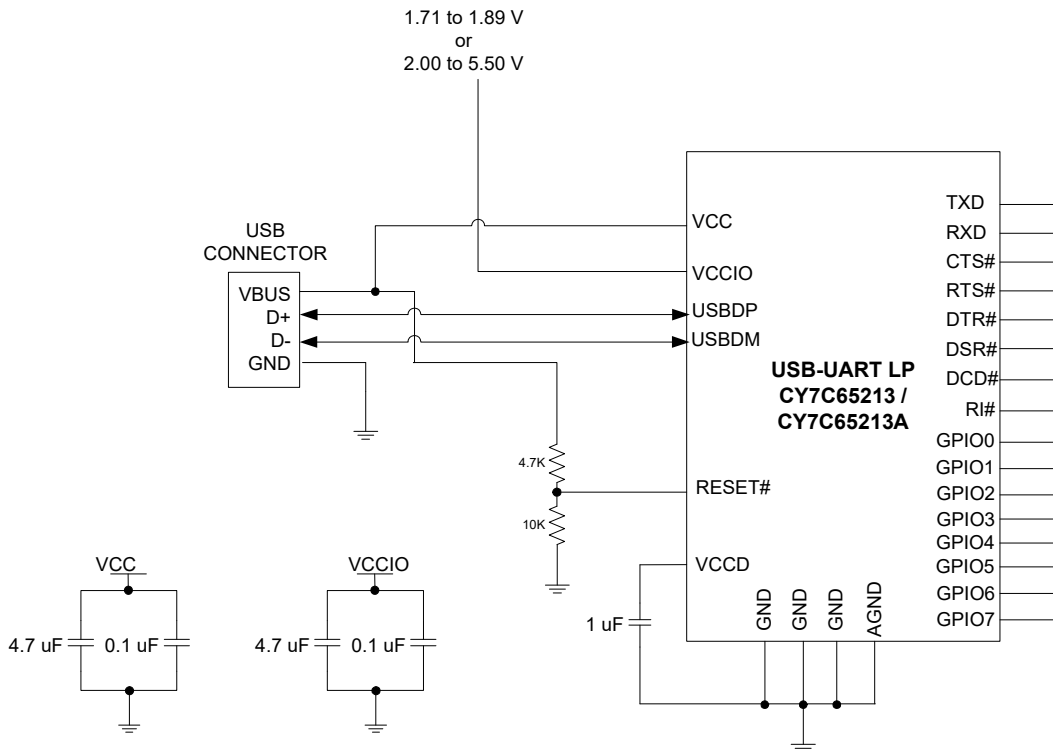 1.71 to 1.89 V
or
2.00 to 5.50 V
USB
CONNECTOR
VBUS
D+
D-
GND
VCC
VCCIO
USBDP
USBDM
RESET#
VCCD
USB-UART LP
CY7C65213 /
CY7C65213A
TXD
RXD
CTS#
RTS#
DTR#
DSR#
DCD#
RI#
GPIO0
GPIO1
GPIO2
GPIO3
GPIO4
GPIO5
GPIO6
GPIO7
GND
GND
GND
AGND
4.7K
10K
1 uF
VCC
4.7 uF
0.1 uF
VCCIO
4.7 uF
0.1 uF